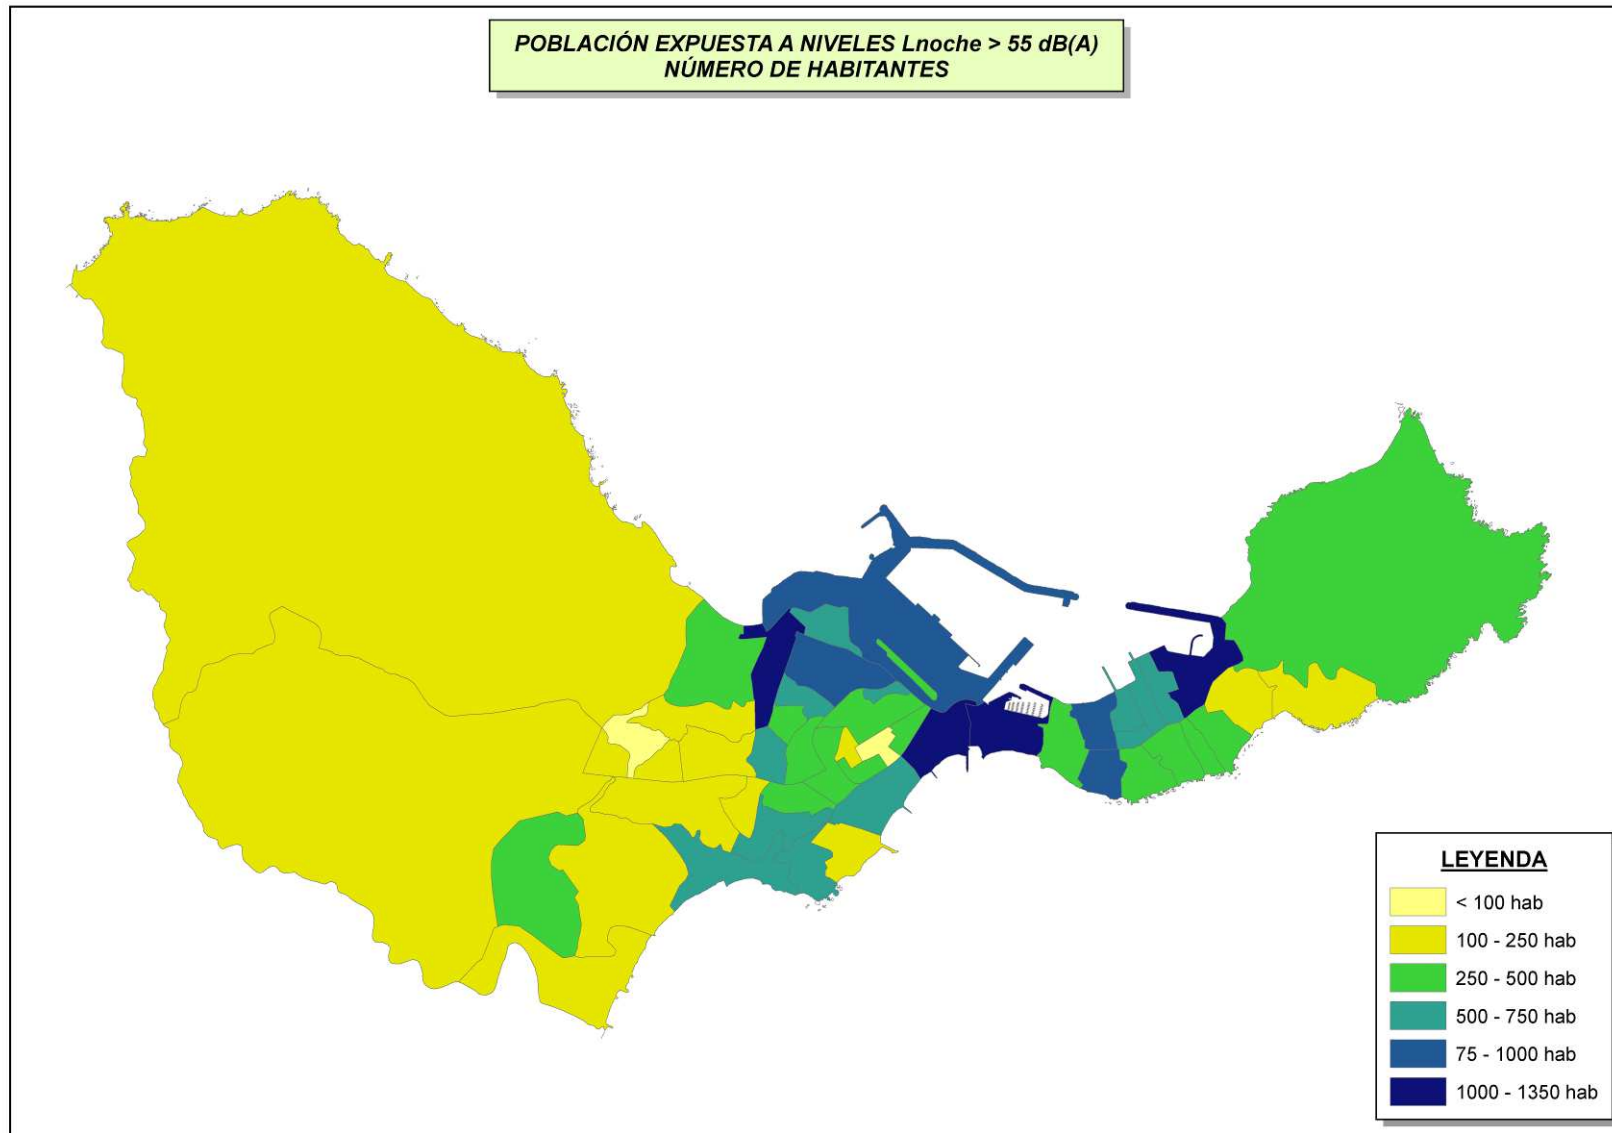 POBLACIÓN EXPUESTA A NIVELES Lnoche > 55 dB(A)
NÚMERO DE HABITANTES
LEYENDA
< 100 hab
100 - 250 hab
250 - 500 hab
500 - 750 hab
75 - 1000 hab
1000 - 1350 hab